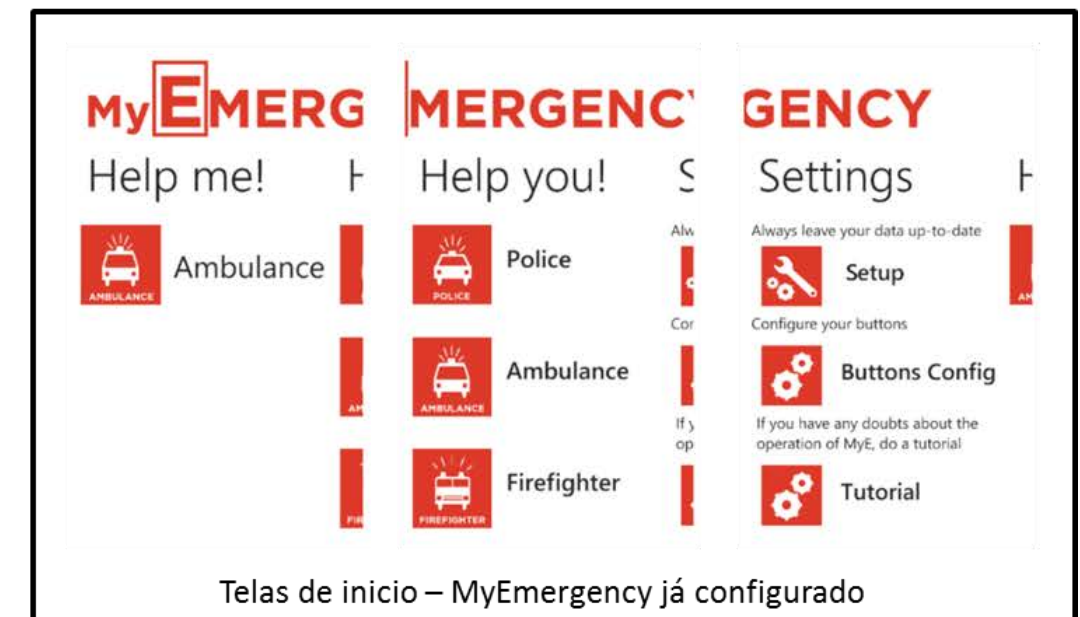 MyEMERG
Help me!
AMBULANCE
Ambulance
MERGENCY
Help you!
POLICE
Police
AMBULANCE
Ambulance
FIREFIGHTER
Firefighter
GENCY
Settings
Always leave your data up-to-date
Setup
Configure your buttons
Buttons Config
If you have any doubts about the
operation of MyE, do a tutorial
Tutorial
Telas de inicio – MyEmergency já configurado